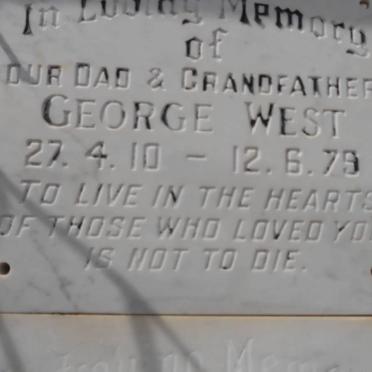 In Loving Memory
of
OUR DAD & GRANDFATHER
GEORGE WEST
27. 4. 10 - 12. 6. 79
TO LIVE IN THE HEARTS
OF THOSE WHO LOVED YOU
IS NOT TO DIE.